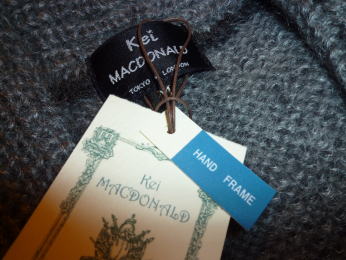 Kei
MACDONALD
TOKYO LONDON
HAND FRAME
Kei
MACDONALD